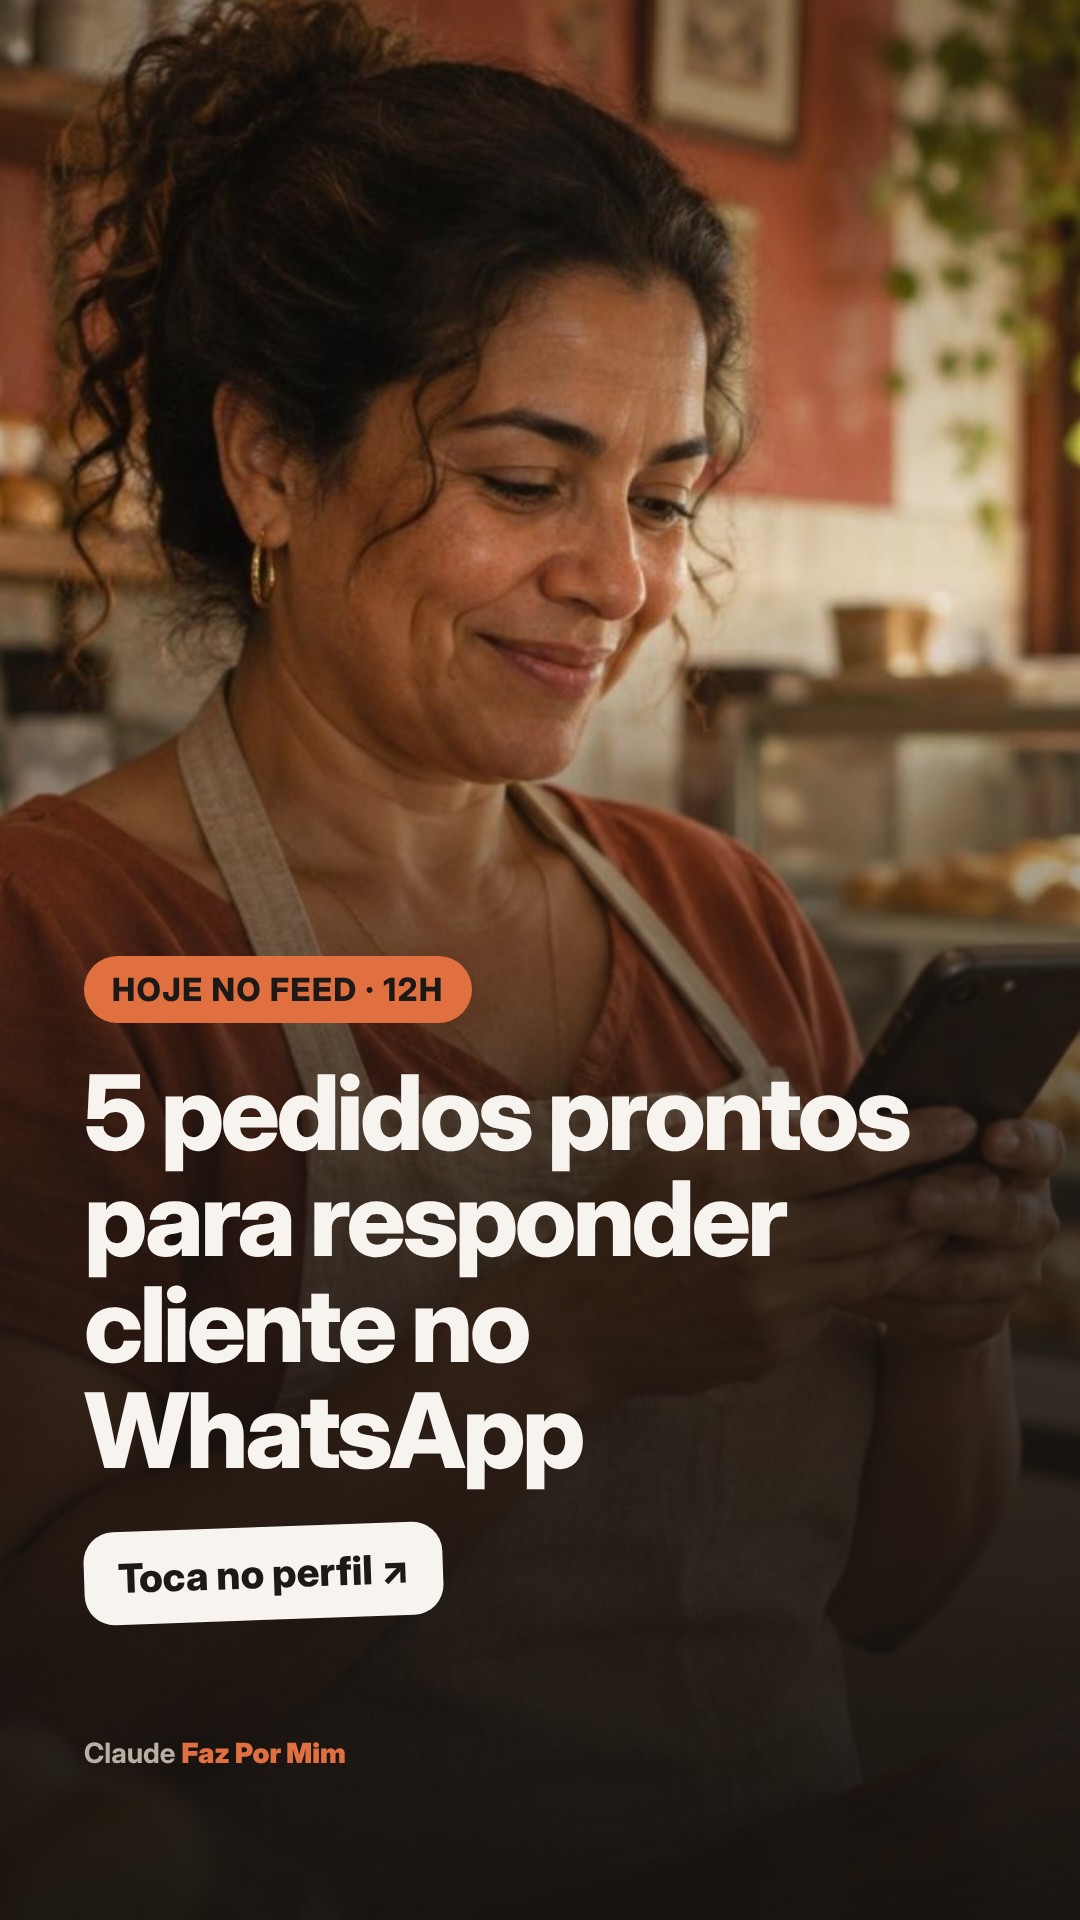 HOJE NO FEED · 12H
5 pedidos prontos
para responder
cliente no
WhatsApp
Toca no perfil ↗
Claude Faz Por Mim